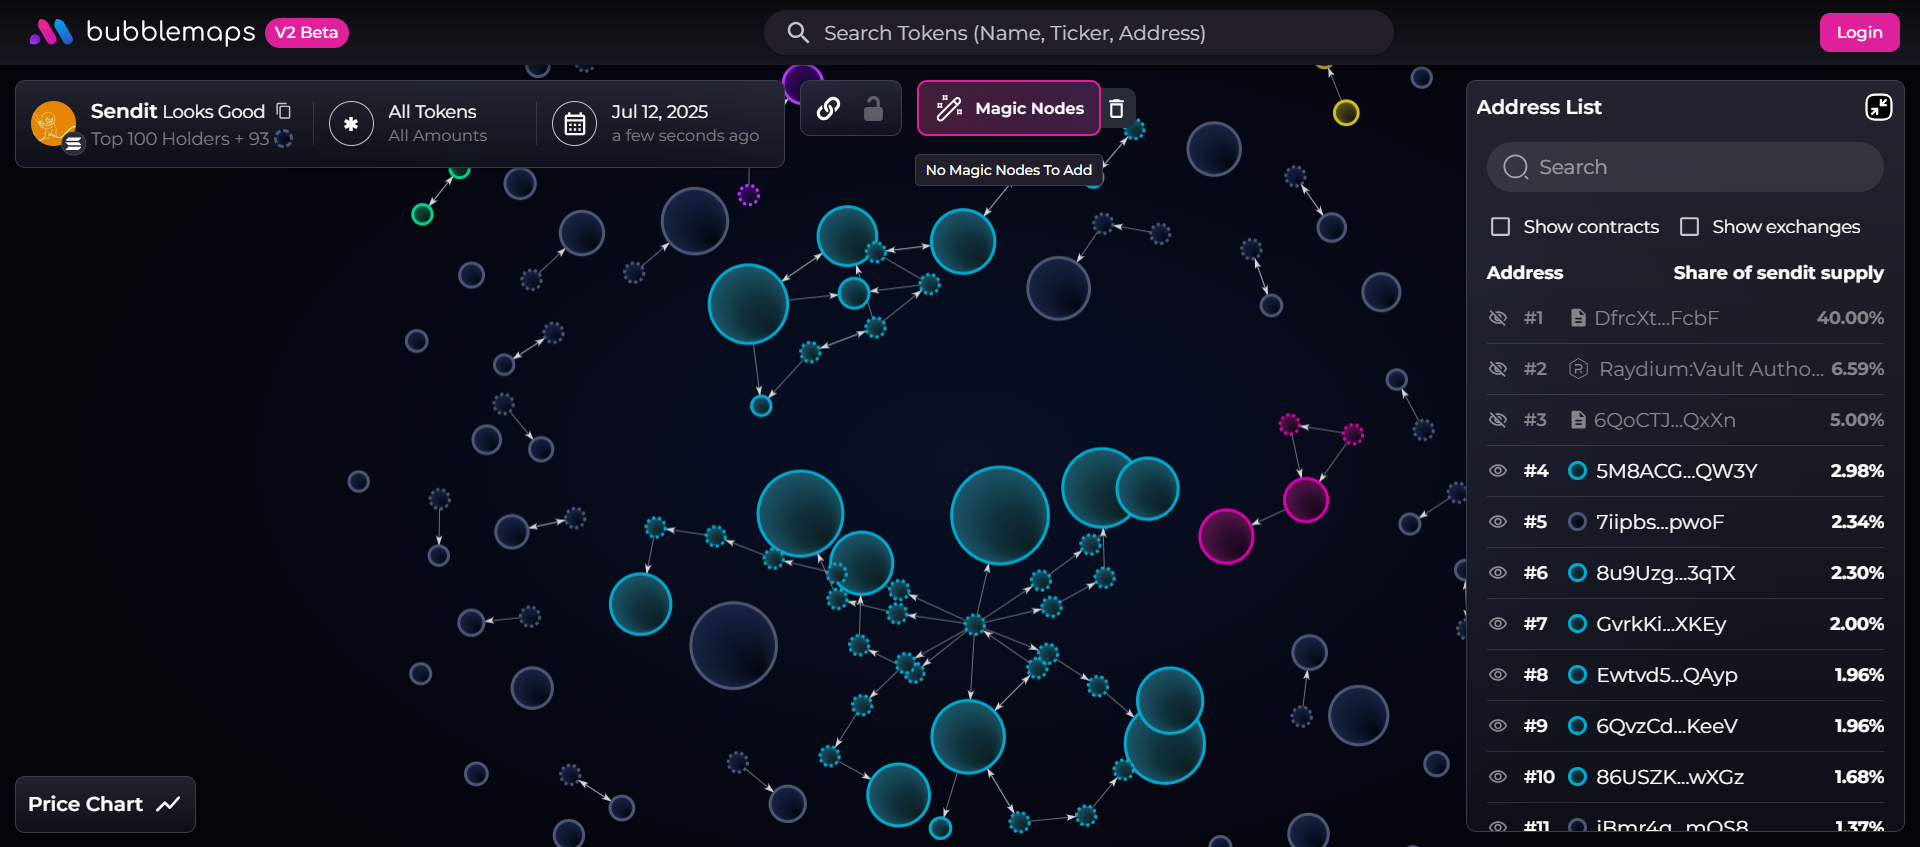 bubblemaps V2 Beta
Search Tokens (Name, Ticker, Address)
Login
Sendit Looks Good
Top 100 Holders + 93
All Tokens
All Amounts
Jul 12, 2025
a few seconds ago
Magic Nodes
No Magic Nodes To Add
Address List
Search
Show contracts Show exchanges
Address Share of sendit supply
#1 DfrcXt...FcbF 40.00%
#2 Raydium:Vault Autho... 6.59%
#3 6QoCTJ...QxXn 5.00%
#4 5M8ACG...QW3Y 2.98%
#5 7iipbs...pwoF 2.34%
#6 8u9Uzg...3qTX 2.30%
#7 GvrkKi...XKEy 2.00%
#8 Ewtvd5...QAyp 1.96%
#9 6QvzCd...KeeV 1.96%
#10 86USZK...wXGz 1.68%
#11 1.37%
Price Chart